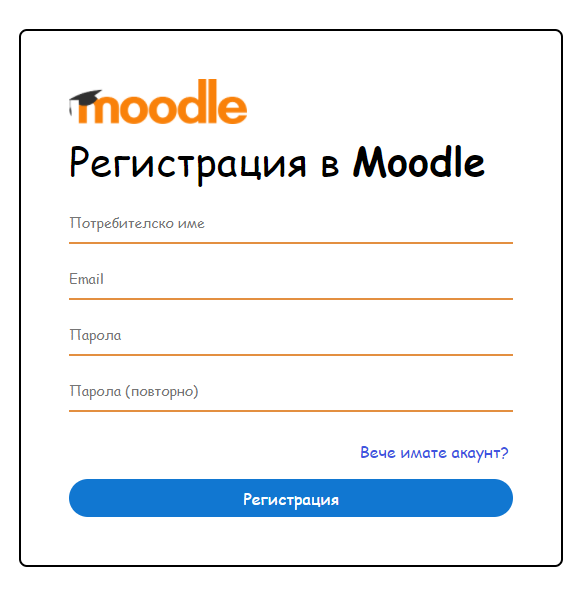 moodle
Регистрация в Moodle
Потребителско име
Email
Парола
Парола (повторно)
Вече имате акаунт?
Регистрация